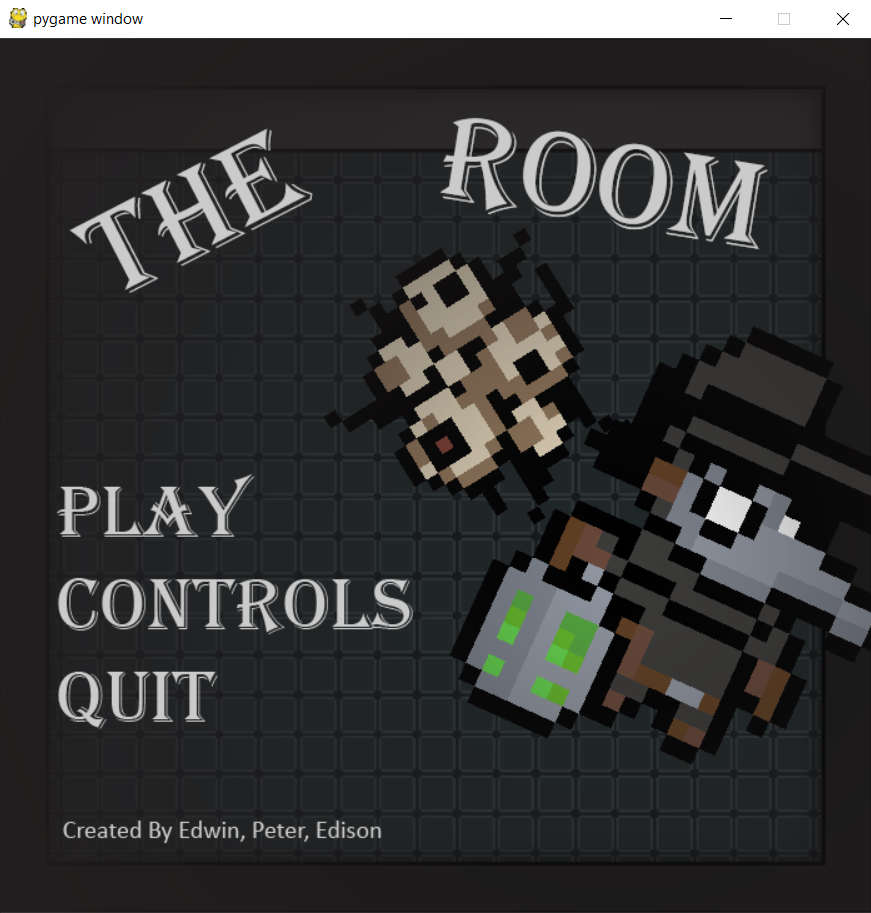 pygame window
THE ROOM
PLAY
CONTROLS
QUIT
Created By Edwin, Peter, Edison